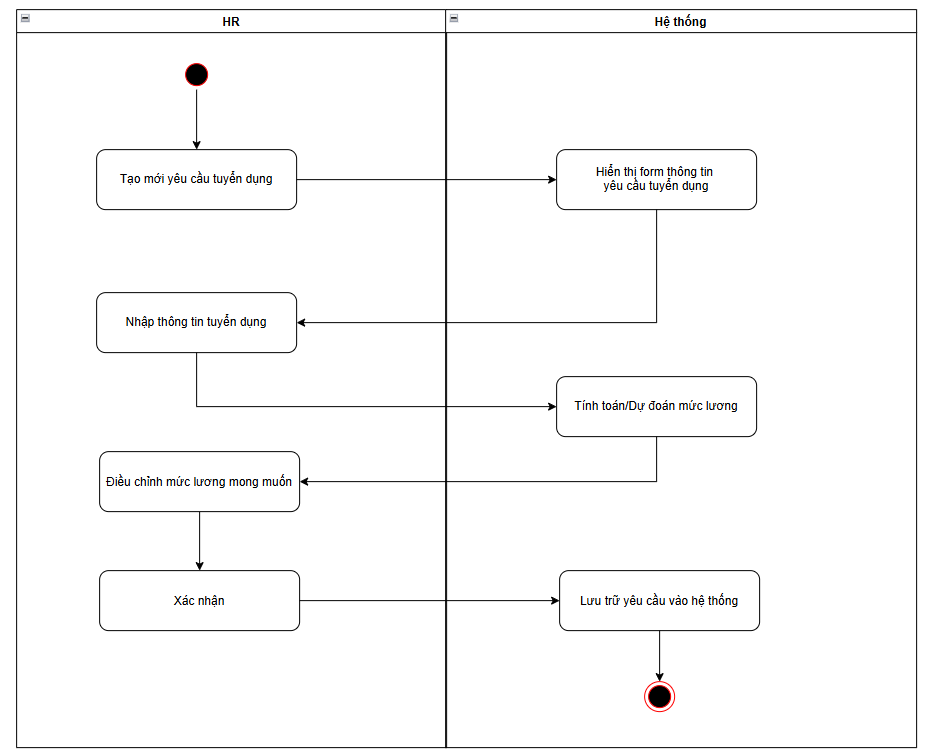 HR
Hệ thống
Tạo mới yêu cầu tuyển dụng
Hiển thị form thông tin
yêu cầu tuyển dụng
Nhập thông tin tuyển dụng
Tính toán/Dự đoán mức lương
Điều chỉnh mức lương mong muốn
Xác nhận
Lưu trữ yêu cầu vào hệ thống